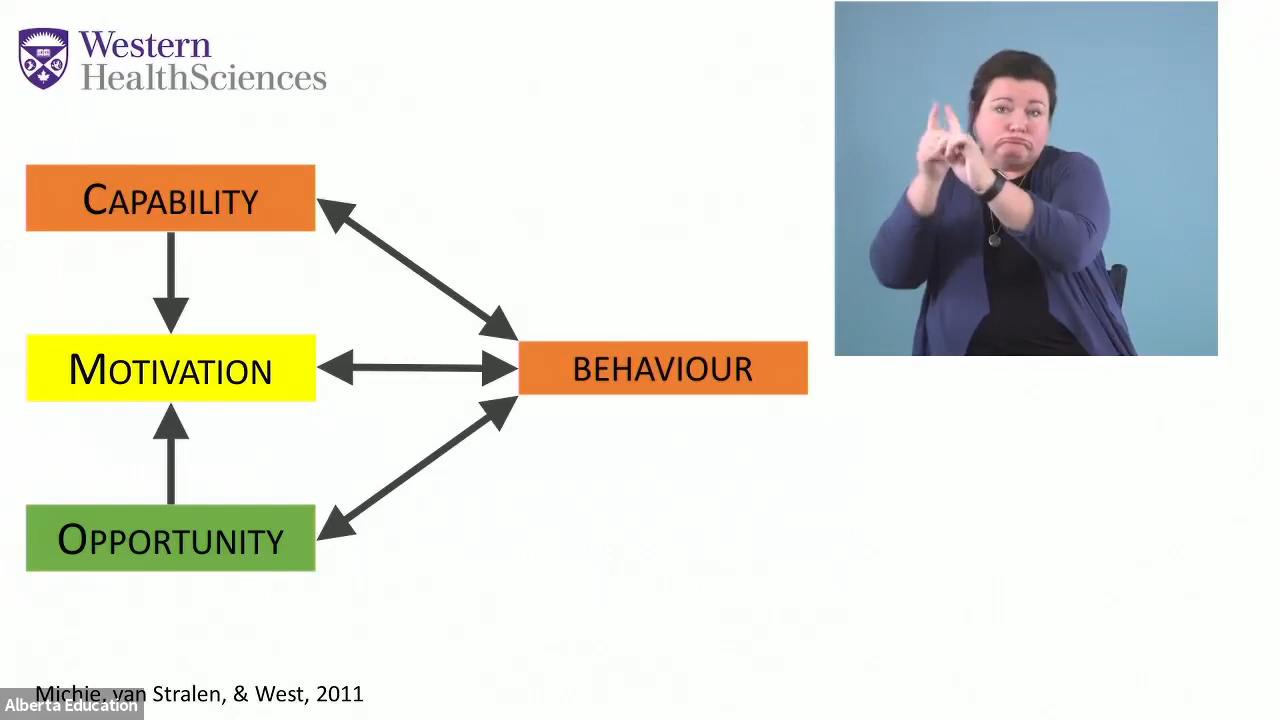 Western
HealthSciences
CAPABILITY
MOTIVATION
BEHAVIOUR
OPPORTUNITY
Michie, van Stralen, & West, 2011
Alberta Education